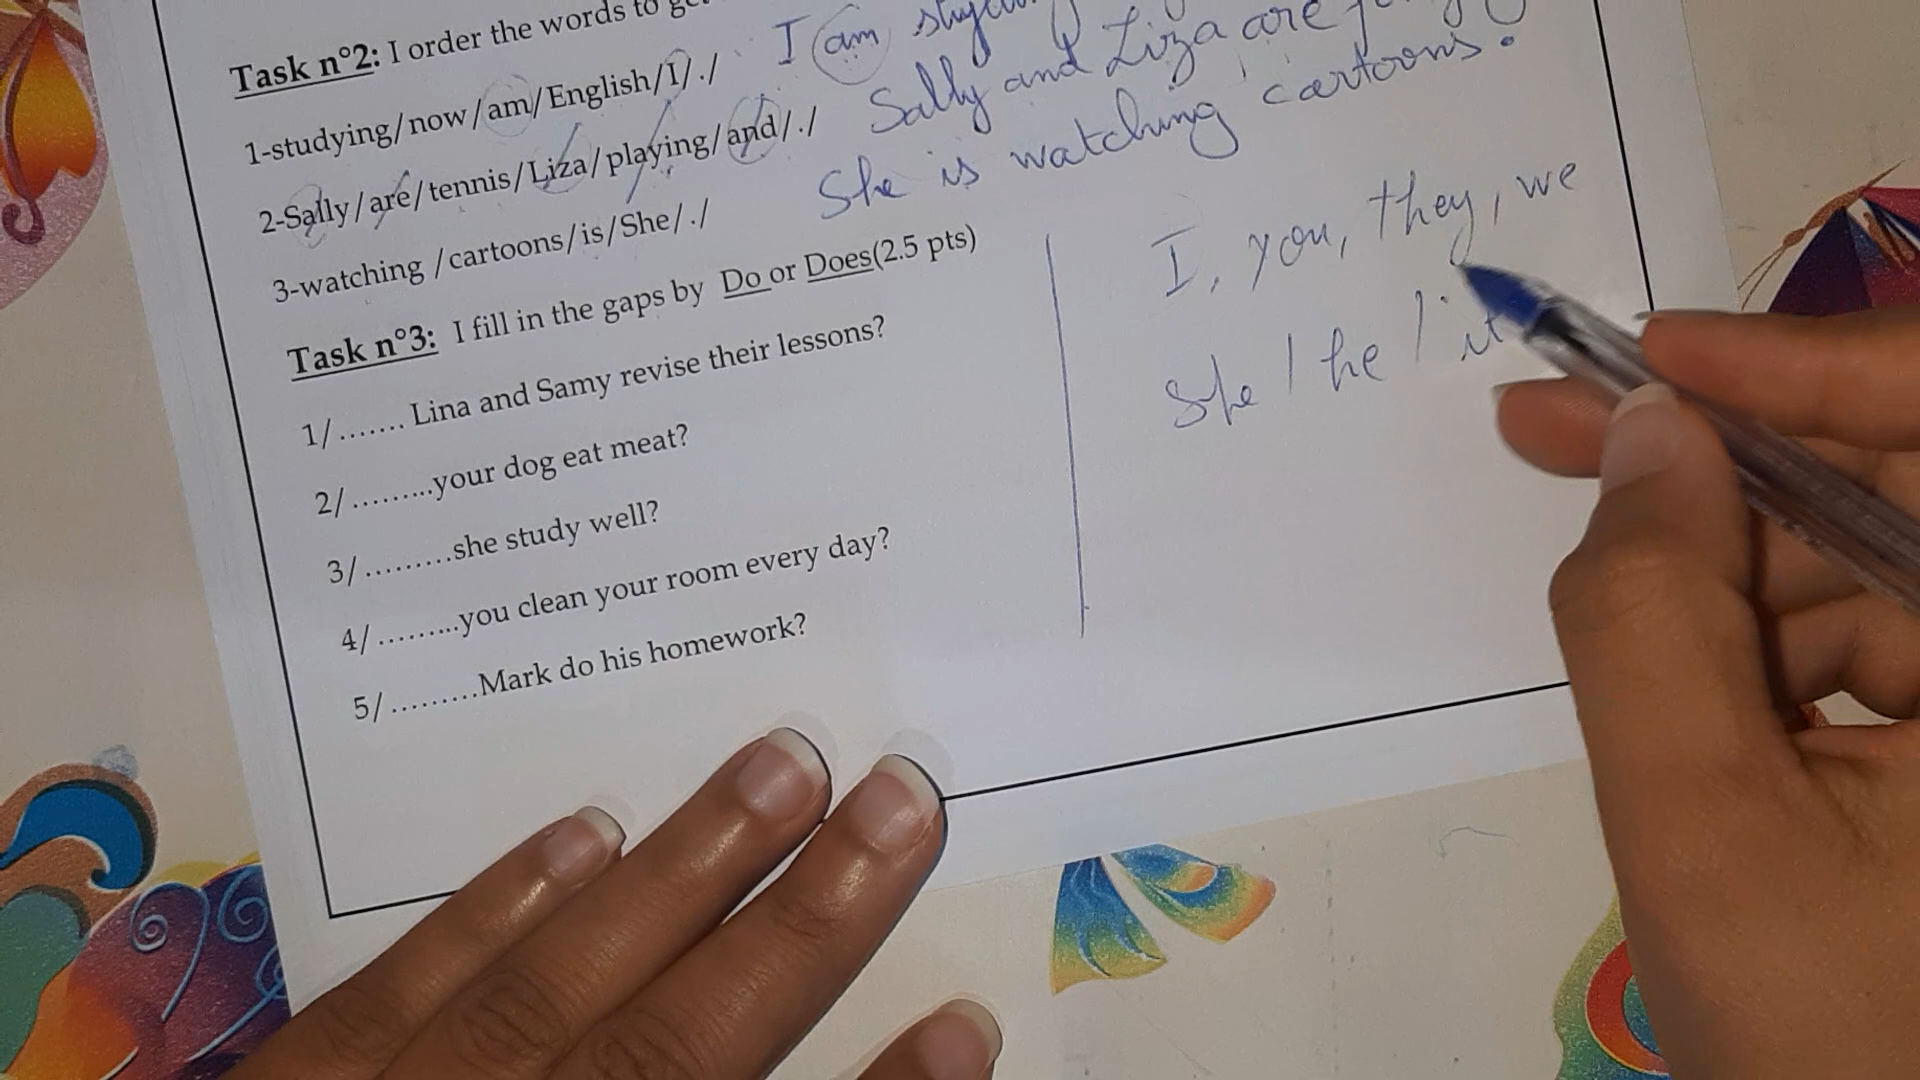 Task n°2: I order the words to
I am
1-studying/now/am/English/I/./
Sally and Liza are
2-Sally/are/tennis/Liza/playing/and/./
She is watching cartoons.
3-watching /cartoons/is/She/./
Task n°3: I fill in the gaps by Do or Does(2.5 pts)
1/....... Lina and Samy revise their lessons?
2/.........your dog eat meat?
3/.........she study well?
4/.........you clean your room every day?
5/.........Mark do his homework?
I, you, they, we
She / he / it